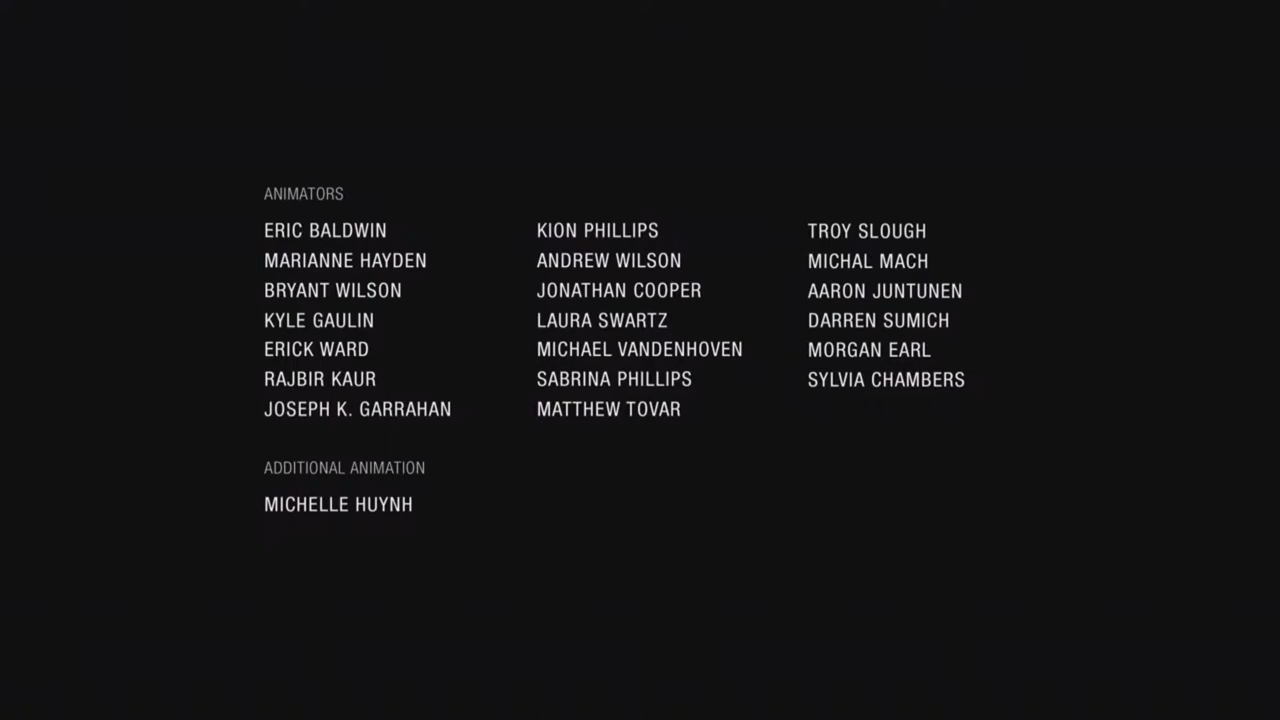 ANIMATORS
ERIC BALDWIN
MARIANNE HAYDEN
BRYANT WILSON
KYLE GAULIN
ERICK WARD
RAJBIR KAUR
JOSEPH K. GARRAHAN
KION PHILLIPS
ANDREW WILSON
JONATHAN COOPER
LAURA SWARTZ
MICHAEL VANDENHOVEN
SABRINA PHILLIPS
MATTHEW TOVAR
TROY SLOUGH
MICHAL MACH
AARON JUNTUNEN
DARREN SUMICH
MORGAN EARL
SYLVIA CHAMBERS
ADDITIONAL ANIMATION
MICHELLE HUYNH